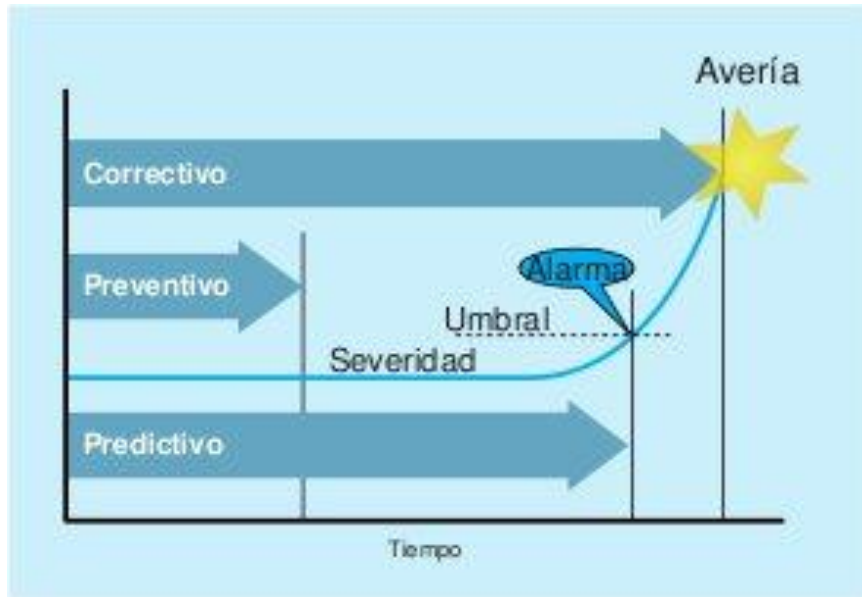 Avería
Correctivo
Preventivo
Alarma
Umbral
Severidad
Predictivo
Tiempo